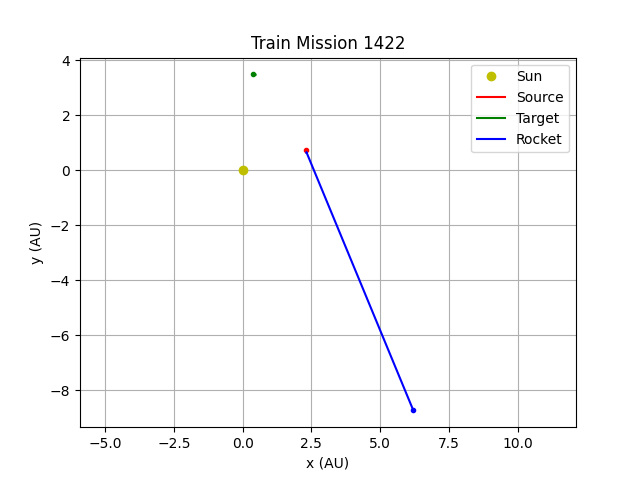 Train Mission 1422
4
2
0
−2
−4
−6
−8
y (AU)
−5.0 −2.5 0.0 2.5 5.0 7.5 10.0
x (AU)
Sun
Source
Target
Rocket